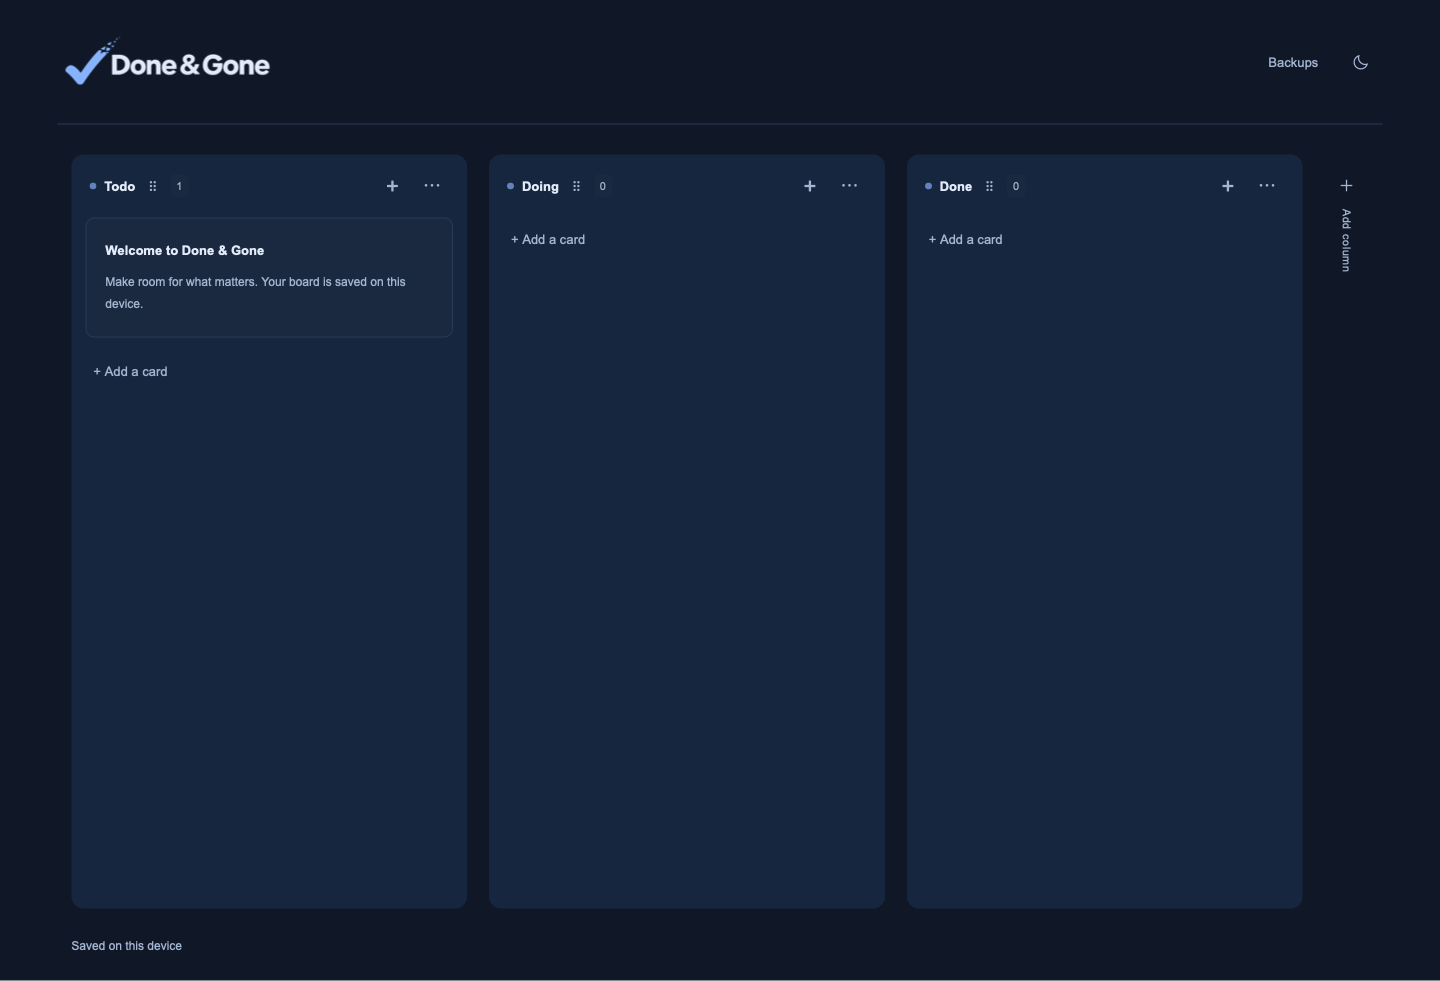 Done & Gone
Backups
Todo 1
Welcome to Done & Gone
Make room for what matters. Your board is saved on this
device.
+ Add a card
Doing 0
+ Add a card
Done 0
+ Add a card
Add column
Saved on this device